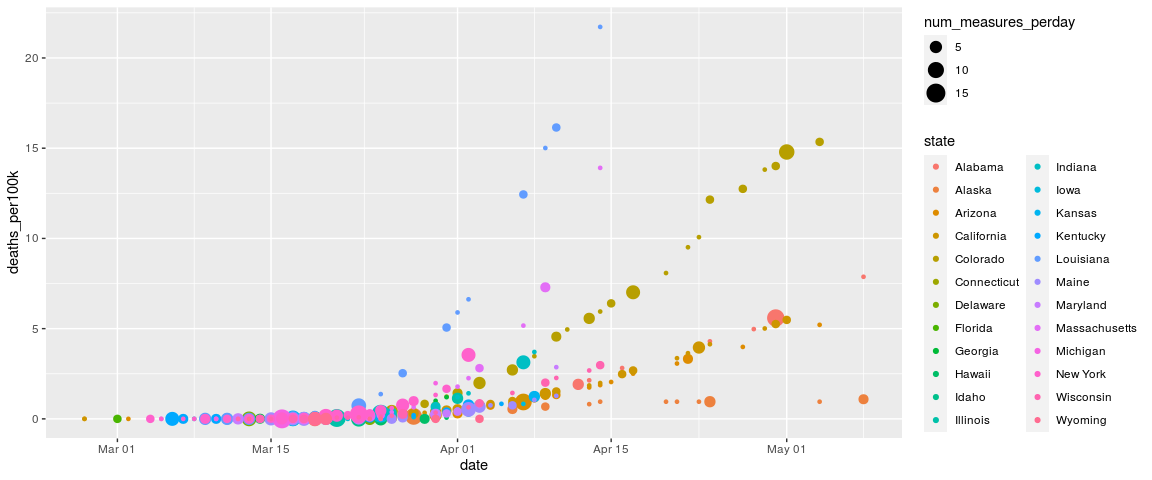 num_measures_perday
5
10
15
state
Alabama
Alaska
Arizona
California
Colorado
Connecticut
Delaware
Florida
Georgia
Hawaii
Idaho
Illinois
Indiana
Iowa
Kansas
Kentucky
Louisiana
Maine
Maryland
Massachusetts
Michigan
New York
Wisconsin
Wyoming
deaths_per100k
20
15
10
5
0
Mar 01
Mar 15
Apr 01
Apr 15
May 01
date